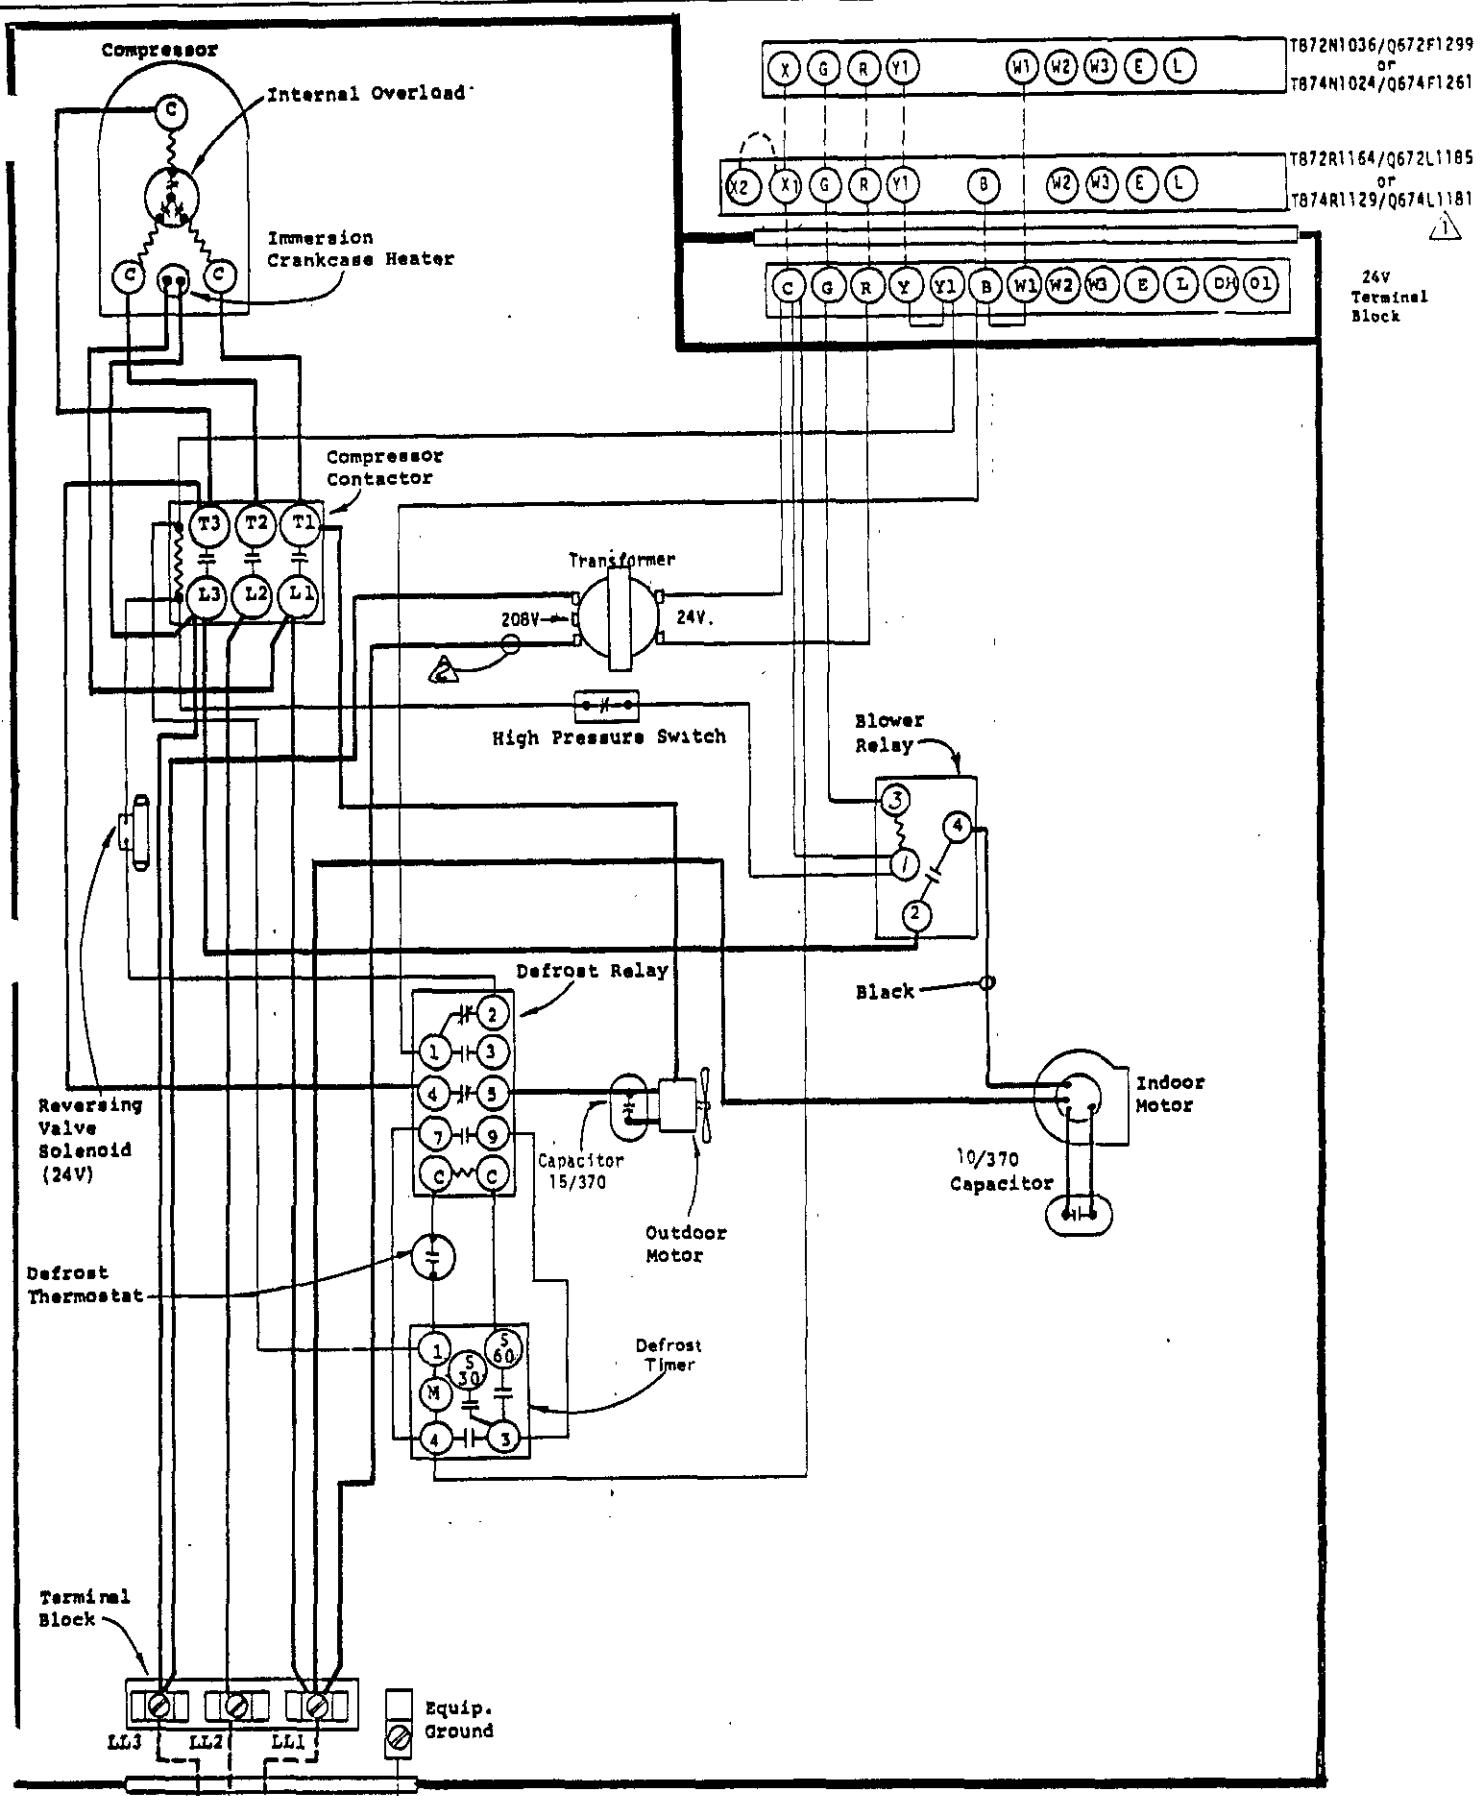 Compressor
C
Internal Overload
C
C
Immersion
Crankcase Heater
X G R Y1 W1 W2 W3 E L
T872N1036/Q672F1299
or
T874N1024/Q674F1261
X2 X1 G R Y1 B W2 W3 E L
T872R1164/Q672L1185
or
T874R1129/Q674L1181
1
C G R Y Y1 B W1 W2 W3 E L DH O1
24V
Terminal
Block
Compressor
Contactor
T3 T2 T1
L3 L2 L1
Transformer
208V
24V.
2
High Pressure Switch
Blower
Relay
3
4
1
2
Black
Defrost Relay
2
1 3
4 5
7 9
C C
Reversing
Valve
Solenoid
(24V)
Capacitor
15/370
Outdoor
Motor
Indoor
Motor
10/370
Capacitor
Defrost
Thermostat
Defrost
Timer
1
S
60
S
30
M
4 3
Terminal
Block
LL3 LL2 LL1
Equip.
Ground